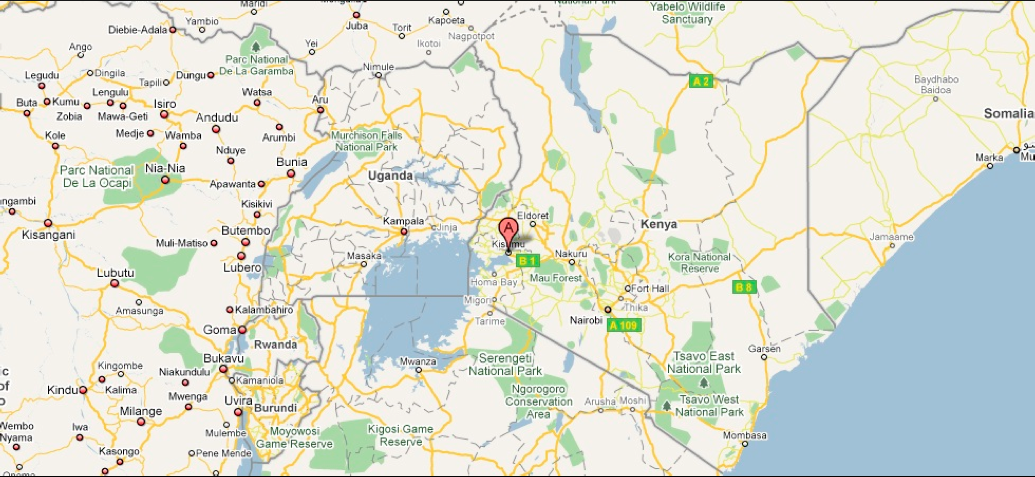 Maridi
Juba
Kapoeta
National Park
Yabelo Wildlife
Sanctuary
Diebie-Adala
Yambio
Torit
Nagpotpot
Yei
Ikotoi
Ango
Parc National
De La Garamba
A 2
Legudu
Dingila
Tapili
Dungu
Nimule
Baydhabo
Baidoa
Buta
Kumu
Lengulu
Watsa
Zobia
Mawa-Geti
Isiro
Aru
Somalia
Kole
Medje
Wamba
Andudu
Arumbi
Murchison Falls
National Park
Nduye
Bunia
Marka
Mu
Parc National
De La Ocapi
Nia-Nia
Apawanta
Uganda
ngambi
Kisikivi
Kampala
Jinja
A
Eldoret
Kenya
Kisangani
Butembo
Jamaame
Muli-Matiso
Kisumu
B 1
Nakuru
Masaka
Lubero
Kora National
Reserve
Lubutu
Homa Bay
Mau Forest
B 8
Fort Hall
Amasunga
Migori
Thika
Kalambahiro
Tarime
Nairobi
A 109
Goma
Rwanda
Garsen
Bukavu
Mwanza
Serengeti
National Park
Tsavo East
National Park
Kingombe
Niakundulu
Kamaniola
Kindu
Kalima
Ngorogoro
Conservation
Area
Arusha
Moshi
Tsavo West
National Park
Mwenga
Uvira
Burundi
Milange
Wembo
Nyama
Iwa
Mulembe
Moyowosi
Game Reserve
Kigosi Game
Reserve
Mombasa
Kasongo
Pene Mende